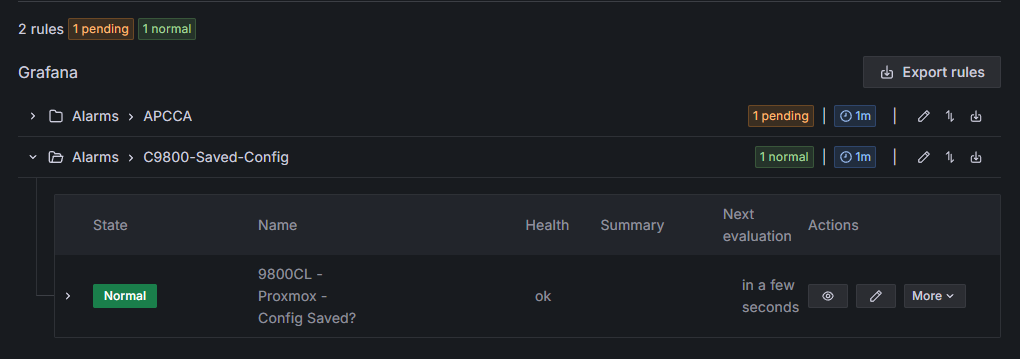 2 rules 1 pending 1 normal
Grafana
Export rules
Alarms › APCCA 1 pending 1m
Alarms › C9800-Saved-Config 1 normal 1m
State Name Health Summary Next evaluation Actions
Normal 9800CL - ok in a few More
Proxmox - seconds
Config Saved?